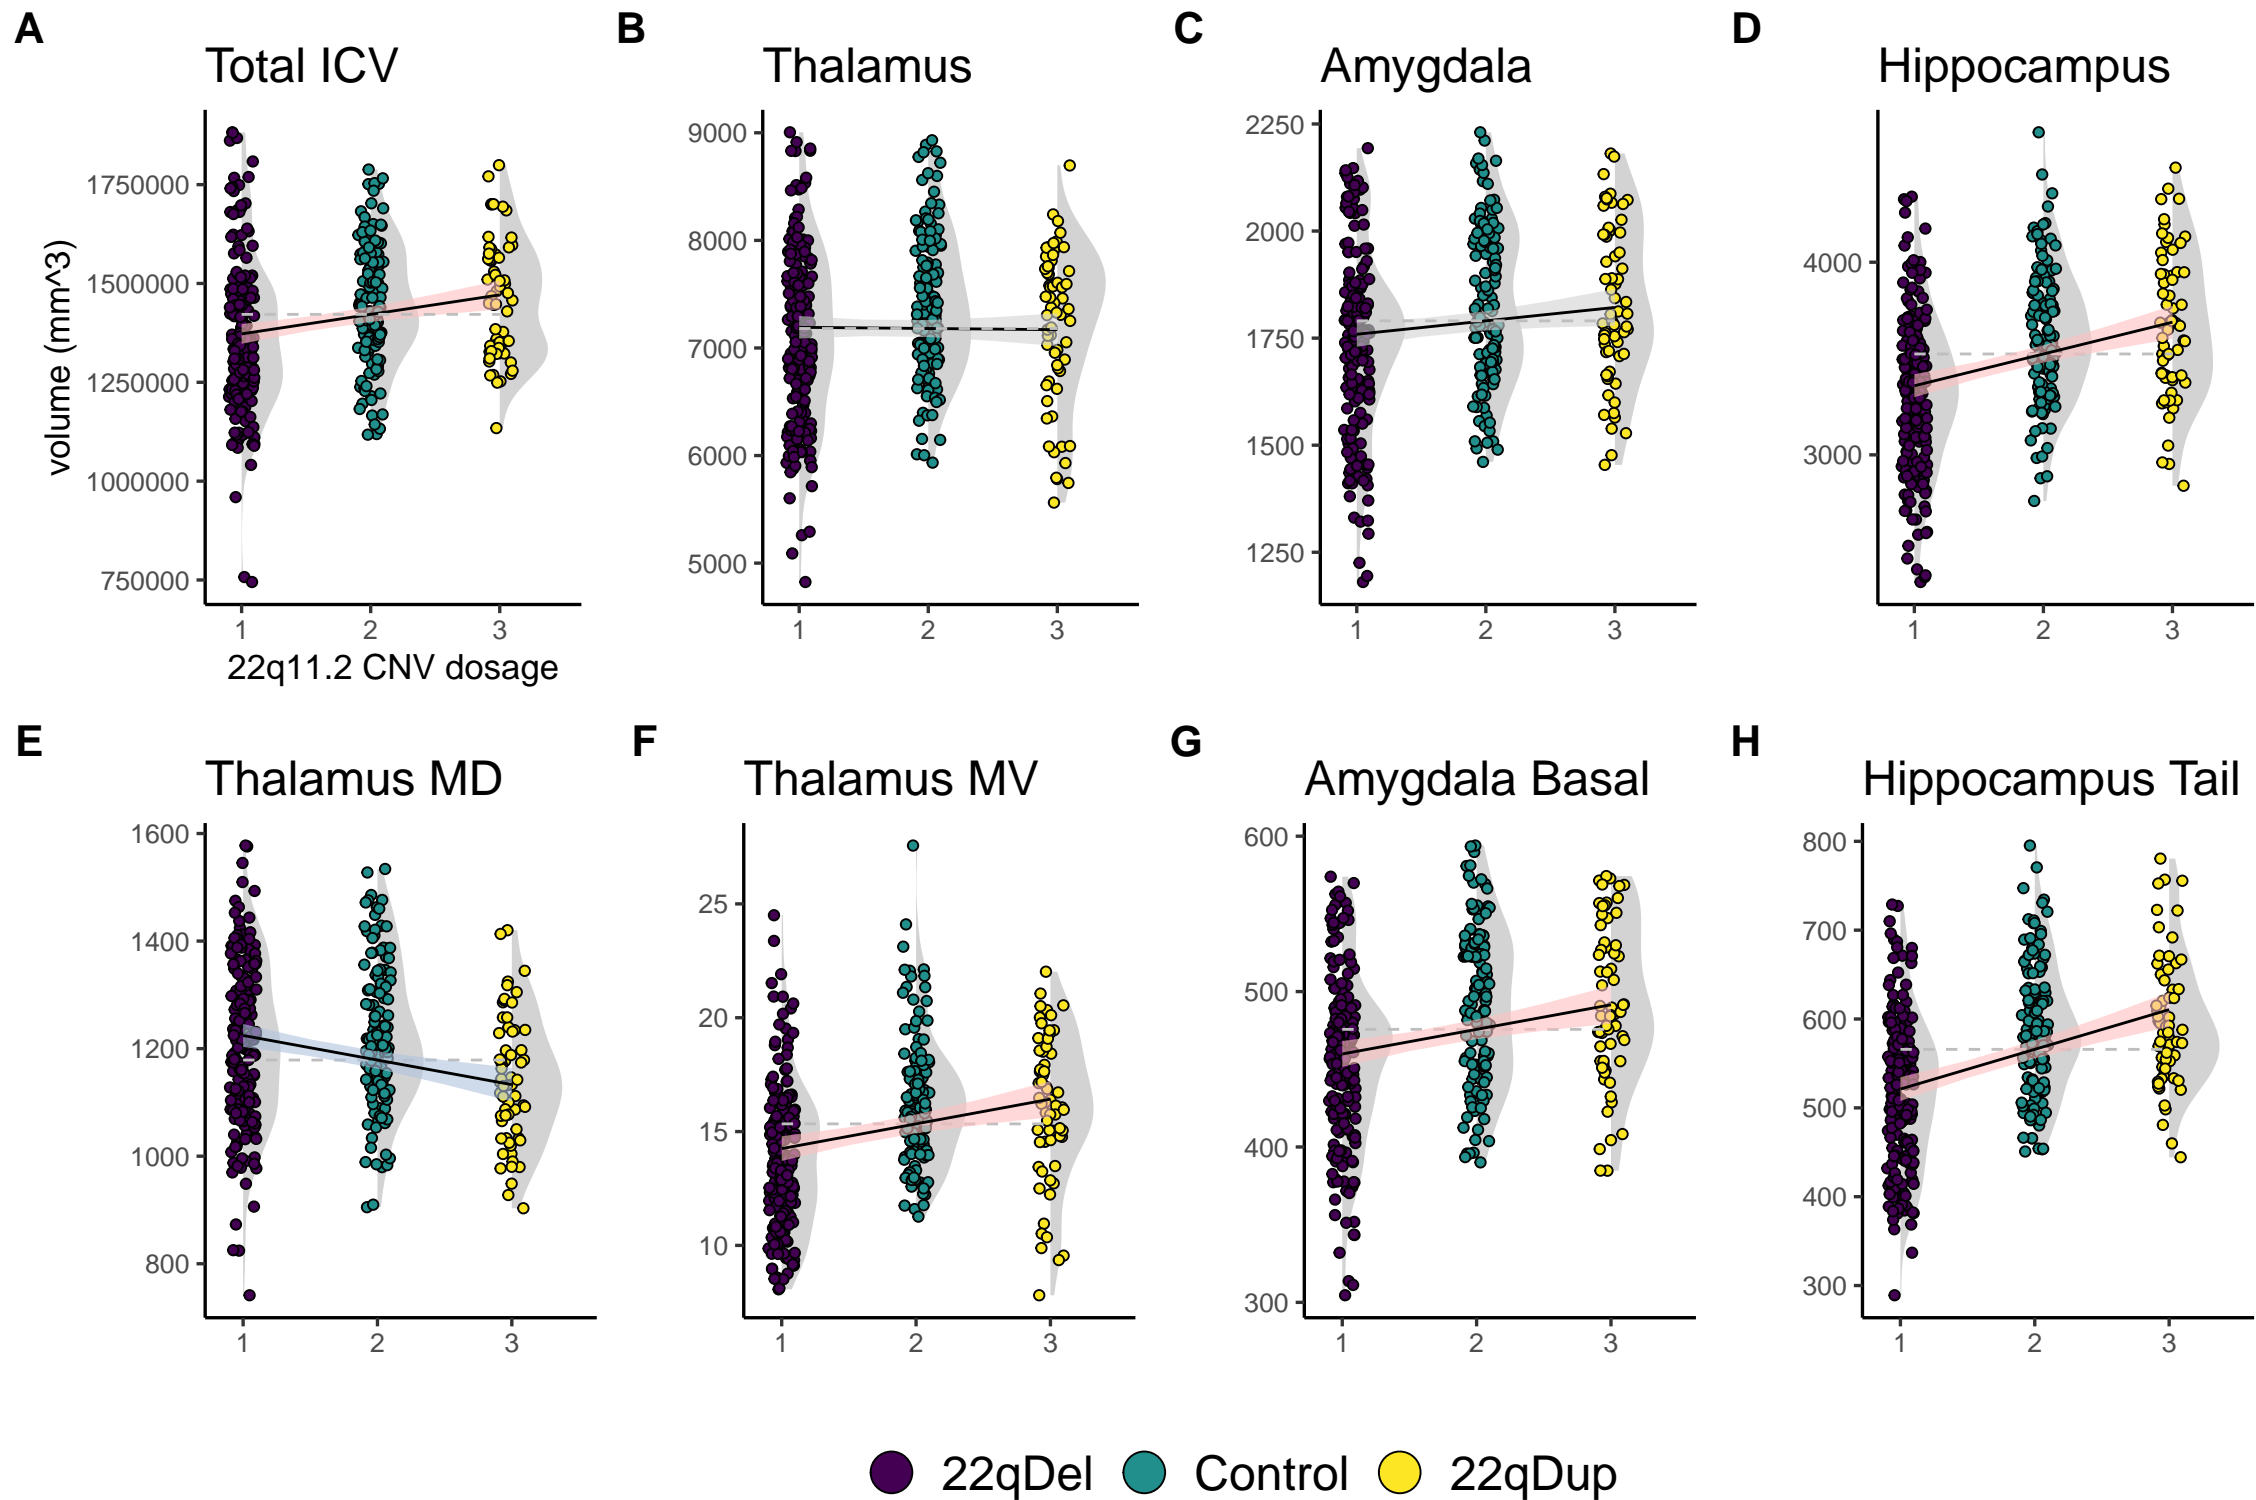 A
Total ICV
volume (mm^3)
1750000
1500000
1250000
1000000
750000
1 2 3
22q11.2 CNV dosage
B
Thalamus
9000
8000
7000
6000
5000
1 2 3
C
Amygdala
2250
2000
1750
1500
1250
1 2 3
D
Hippocampus
4000
3000
1 2 3
E
Thalamus MD
1600
1400
1200
1000
800
1 2 3
F
Thalamus MV
25
20
15
10
1 2 3
G
Amygdala Basal
600
500
400
300
1 2 3
H
Hippocampus Tail
800
700
600
500
400
300
1 2 3
22qDel Control 22qDup